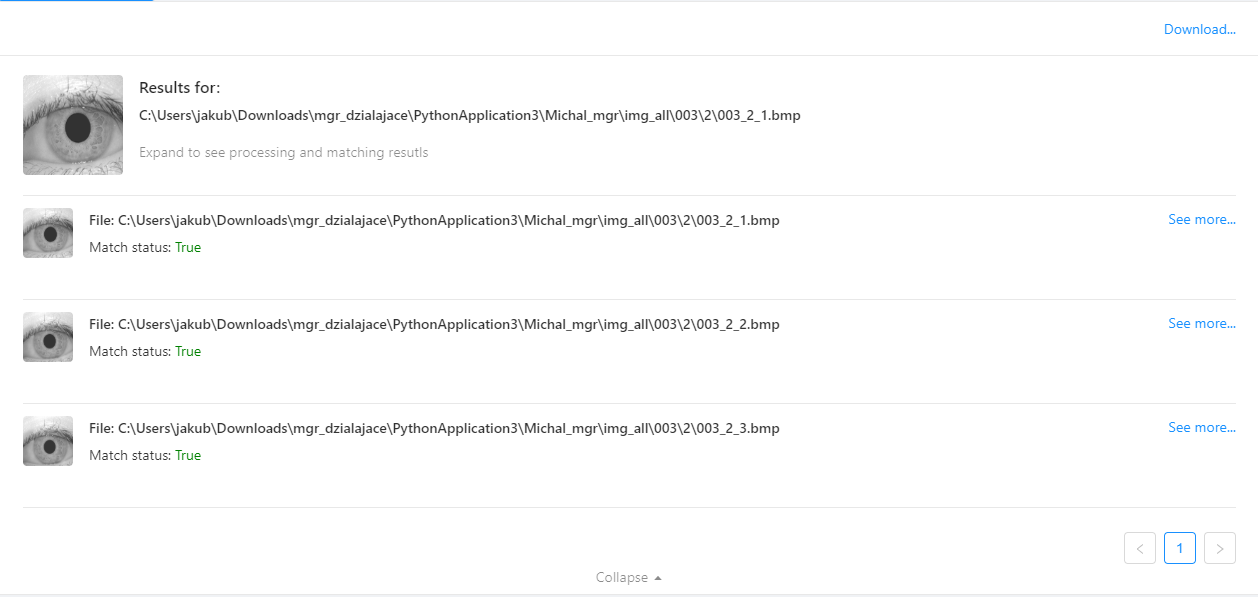 Download...
Results for:
C:\Users\jakub\Downloads\mgr_dzialajace\PythonApplication3\Michal_mgr\img_all\003\2\003_2_1.bmp
Expand to see processing and matching resutls
File: C:\Users\jakub\Downloads\mgr_dzialajace\PythonApplication3\Michal_mgr\img_all\003\2\003_2_1.bmp
See more...
Match status: True
File: C:\Users\jakub\Downloads\mgr_dzialajace\PythonApplication3\Michal_mgr\img_all\003\2\003_2_2.bmp
See more...
Match status: True
File: C:\Users\jakub\Downloads\mgr_dzialajace\PythonApplication3\Michal_mgr\img_all\003\2\003_2_3.bmp
See more...
Match status: True
< 1 >
Collapse